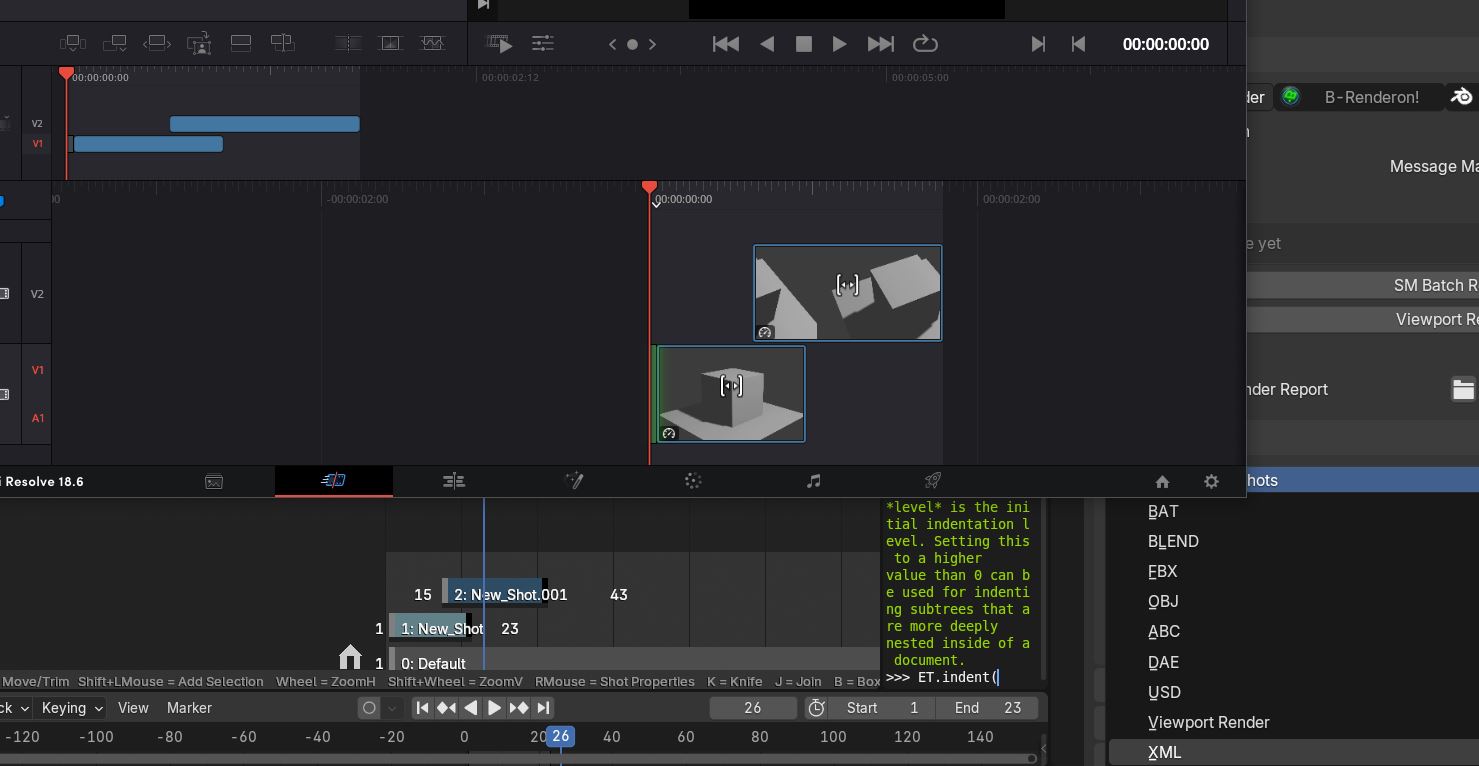 00:00:00:00
00:00:00:00
00:00:02:12
00:00:05:00
V2
V1
-00:00:02:00
00:00:00:00
00:00:02:00
V2
V1
A1
Resolve 18.6
B-Renderon!
Message Ma
e yet
SM Batch R
Viewport Re
nder Report
hots
BAT
BLEND
FBX
OBJ
ABC
DAE
USD
Viewport Render
XML
*level* is the ini
tial indentation l
evel. Setting this
to a higher
value than 0 can b
e used for indenti
ng subtrees that a
re more deeply
nested inside of a
document.
>>> ET.indent(
15 2: New_Shot.001 43
1 1: New_Shot 23
1 0: Default
Move/Trim Shift+LMouse = Add Selection Wheel = ZoomH Shift+Wheel = ZoomV RMouse = Shot Properties K = Knife J = Join B = Box
ck Keying View Marker 26 Start 1 End 23
-120 -100 -80 -60 -40 -20 0 20 26 40 60 80 100 120 140